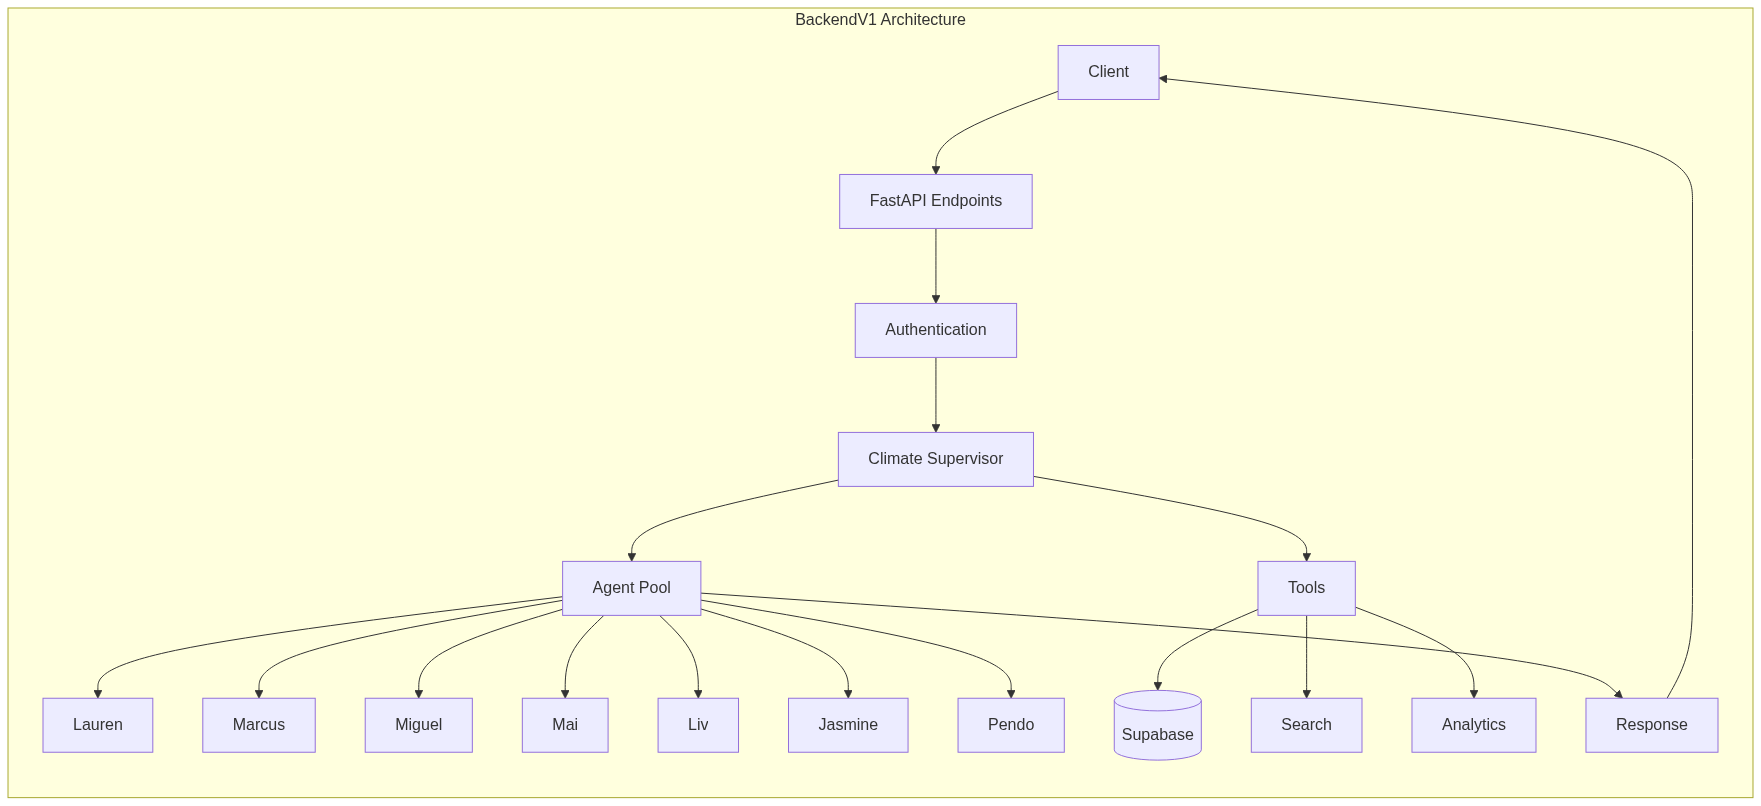 BackendV1 Architecture
Client
FastAPI Endpoints
Authentication
Climate Supervisor
Agent Pool
Tools
Lauren
Marcus
Miguel
Mai
Liv
Jasmine
Pendo
Supabase
Search
Analytics
Response